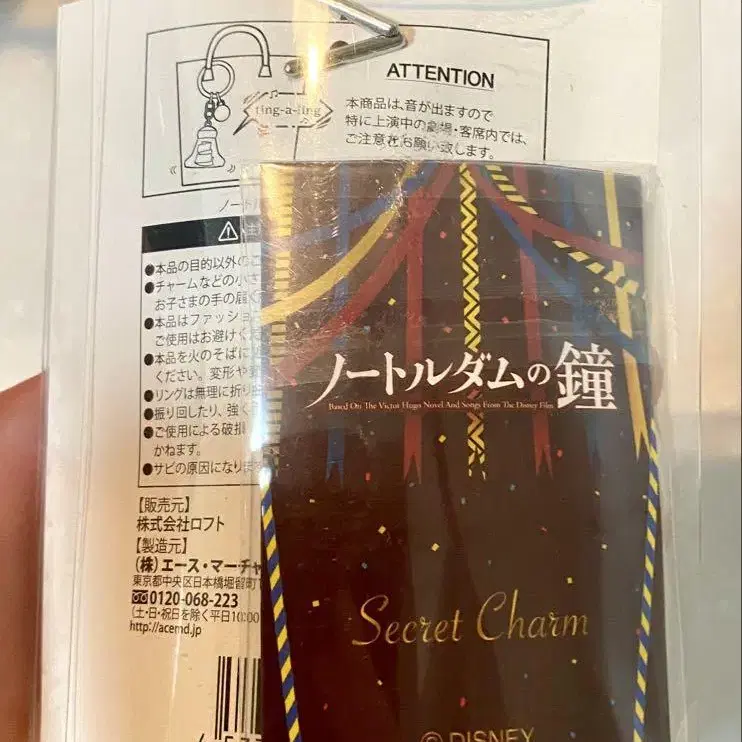 ATTENTION
ting-a-ling
本商品は、音が出ますので
特に上演中の劇場・客席内では、
ご注意をお願い致します。
ノートル
●本品の目的以外のご
●チャームなどの小さ
お子さまの手の届く
●本品はファッショ
ご使用はお避けく
●本品を火のそばに
ください。変形や
●リングは無理に折り
●振り回したり、強く
●ご使用による破損
かねます。
●サビの原因になりま
【販売元】
株式会社ロフト
【製造元】
(株)エース・マーチャ
東京都中央区日本橋堀留町1
0120-068-223
(土・日・祝日を除く平日10:00
http://acemd.jp
ノートルダムの鐘
Based On The Victor Hugo Novel And Songs From The Disney Film
Secret Charm
© DISNEY